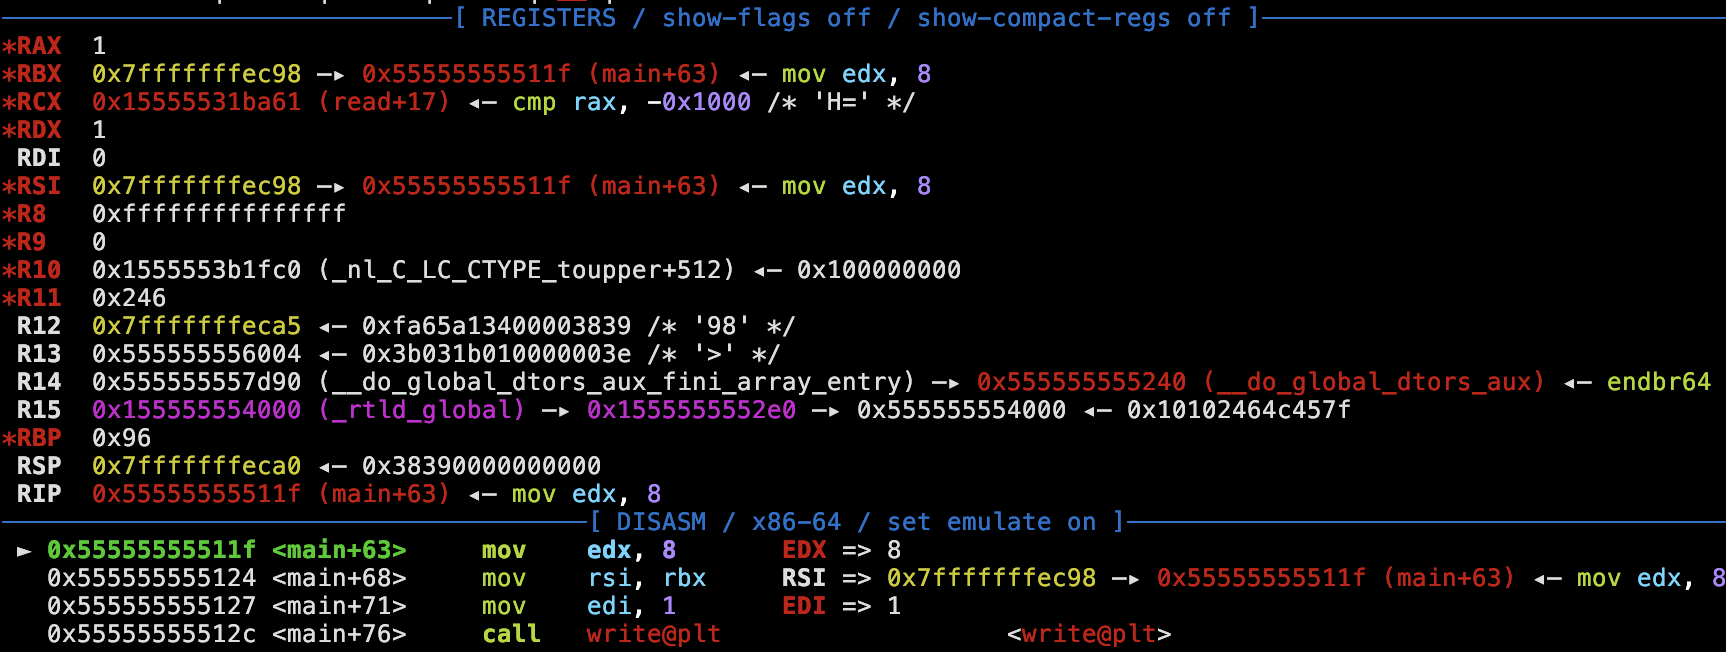 [ REGISTERS / show-flags off / show-compact-regs off ]
*RAX  1
*RBX  0x7fffffffec98 —▸ 0x55555555511f (main+63) ◂— mov edx, 8
*RCX  0x15555531ba61 (read+17) ◂— cmp rax, -0x1000 /* 'H=' */
*RDX  1
 RDI  0
*RSI  0x7fffffffec98 —▸ 0x55555555511f (main+63) ◂— mov edx, 8
*R8   0xfffffffffffffff
*R9   0
*R10  0x1555553b1fc0 (_nl_C_LC_CTYPE_toupper+512) ◂— 0x100000000
*R11  0x246
 R12  0x7fffffffeca5 ◂— 0xfa65a13400003839 /* '98' */
 R13  0x555555556004 ◂— 0x3b031b010000003e /* '>' */
 R14  0x555555557d90 (__do_global_dtors_aux_fini_array_entry) —▸ 0x555555555240 (__do_global_dtors_aux) ◂— endbr64
 R15  0x155555554000 (_rtld_global) —▸ 0x1555555552e0 —▸ 0x555555554000 ◂— 0x10102464c457f
*RBP  0x96
 RSP  0x7fffffffeca0 ◂— 0x38390000000000
 RIP  0x55555555511f (main+63) ◂— mov edx, 8
[ DISASM / x86-64 / set emulate on ]
 ► 0x55555555511f <main+63>     mov    edx, 8       EDX => 8
   0x555555555124 <main+68>     mov    rsi, rbx     RSI => 0x7fffffffec98 —▸ 0x55555555511f (main+63) ◂— mov edx, 8
   0x555555555127 <main+71>     mov    edi, 1       EDI => 1
   0x55555555512c <main+76>     call   write@plt                   <write@plt>